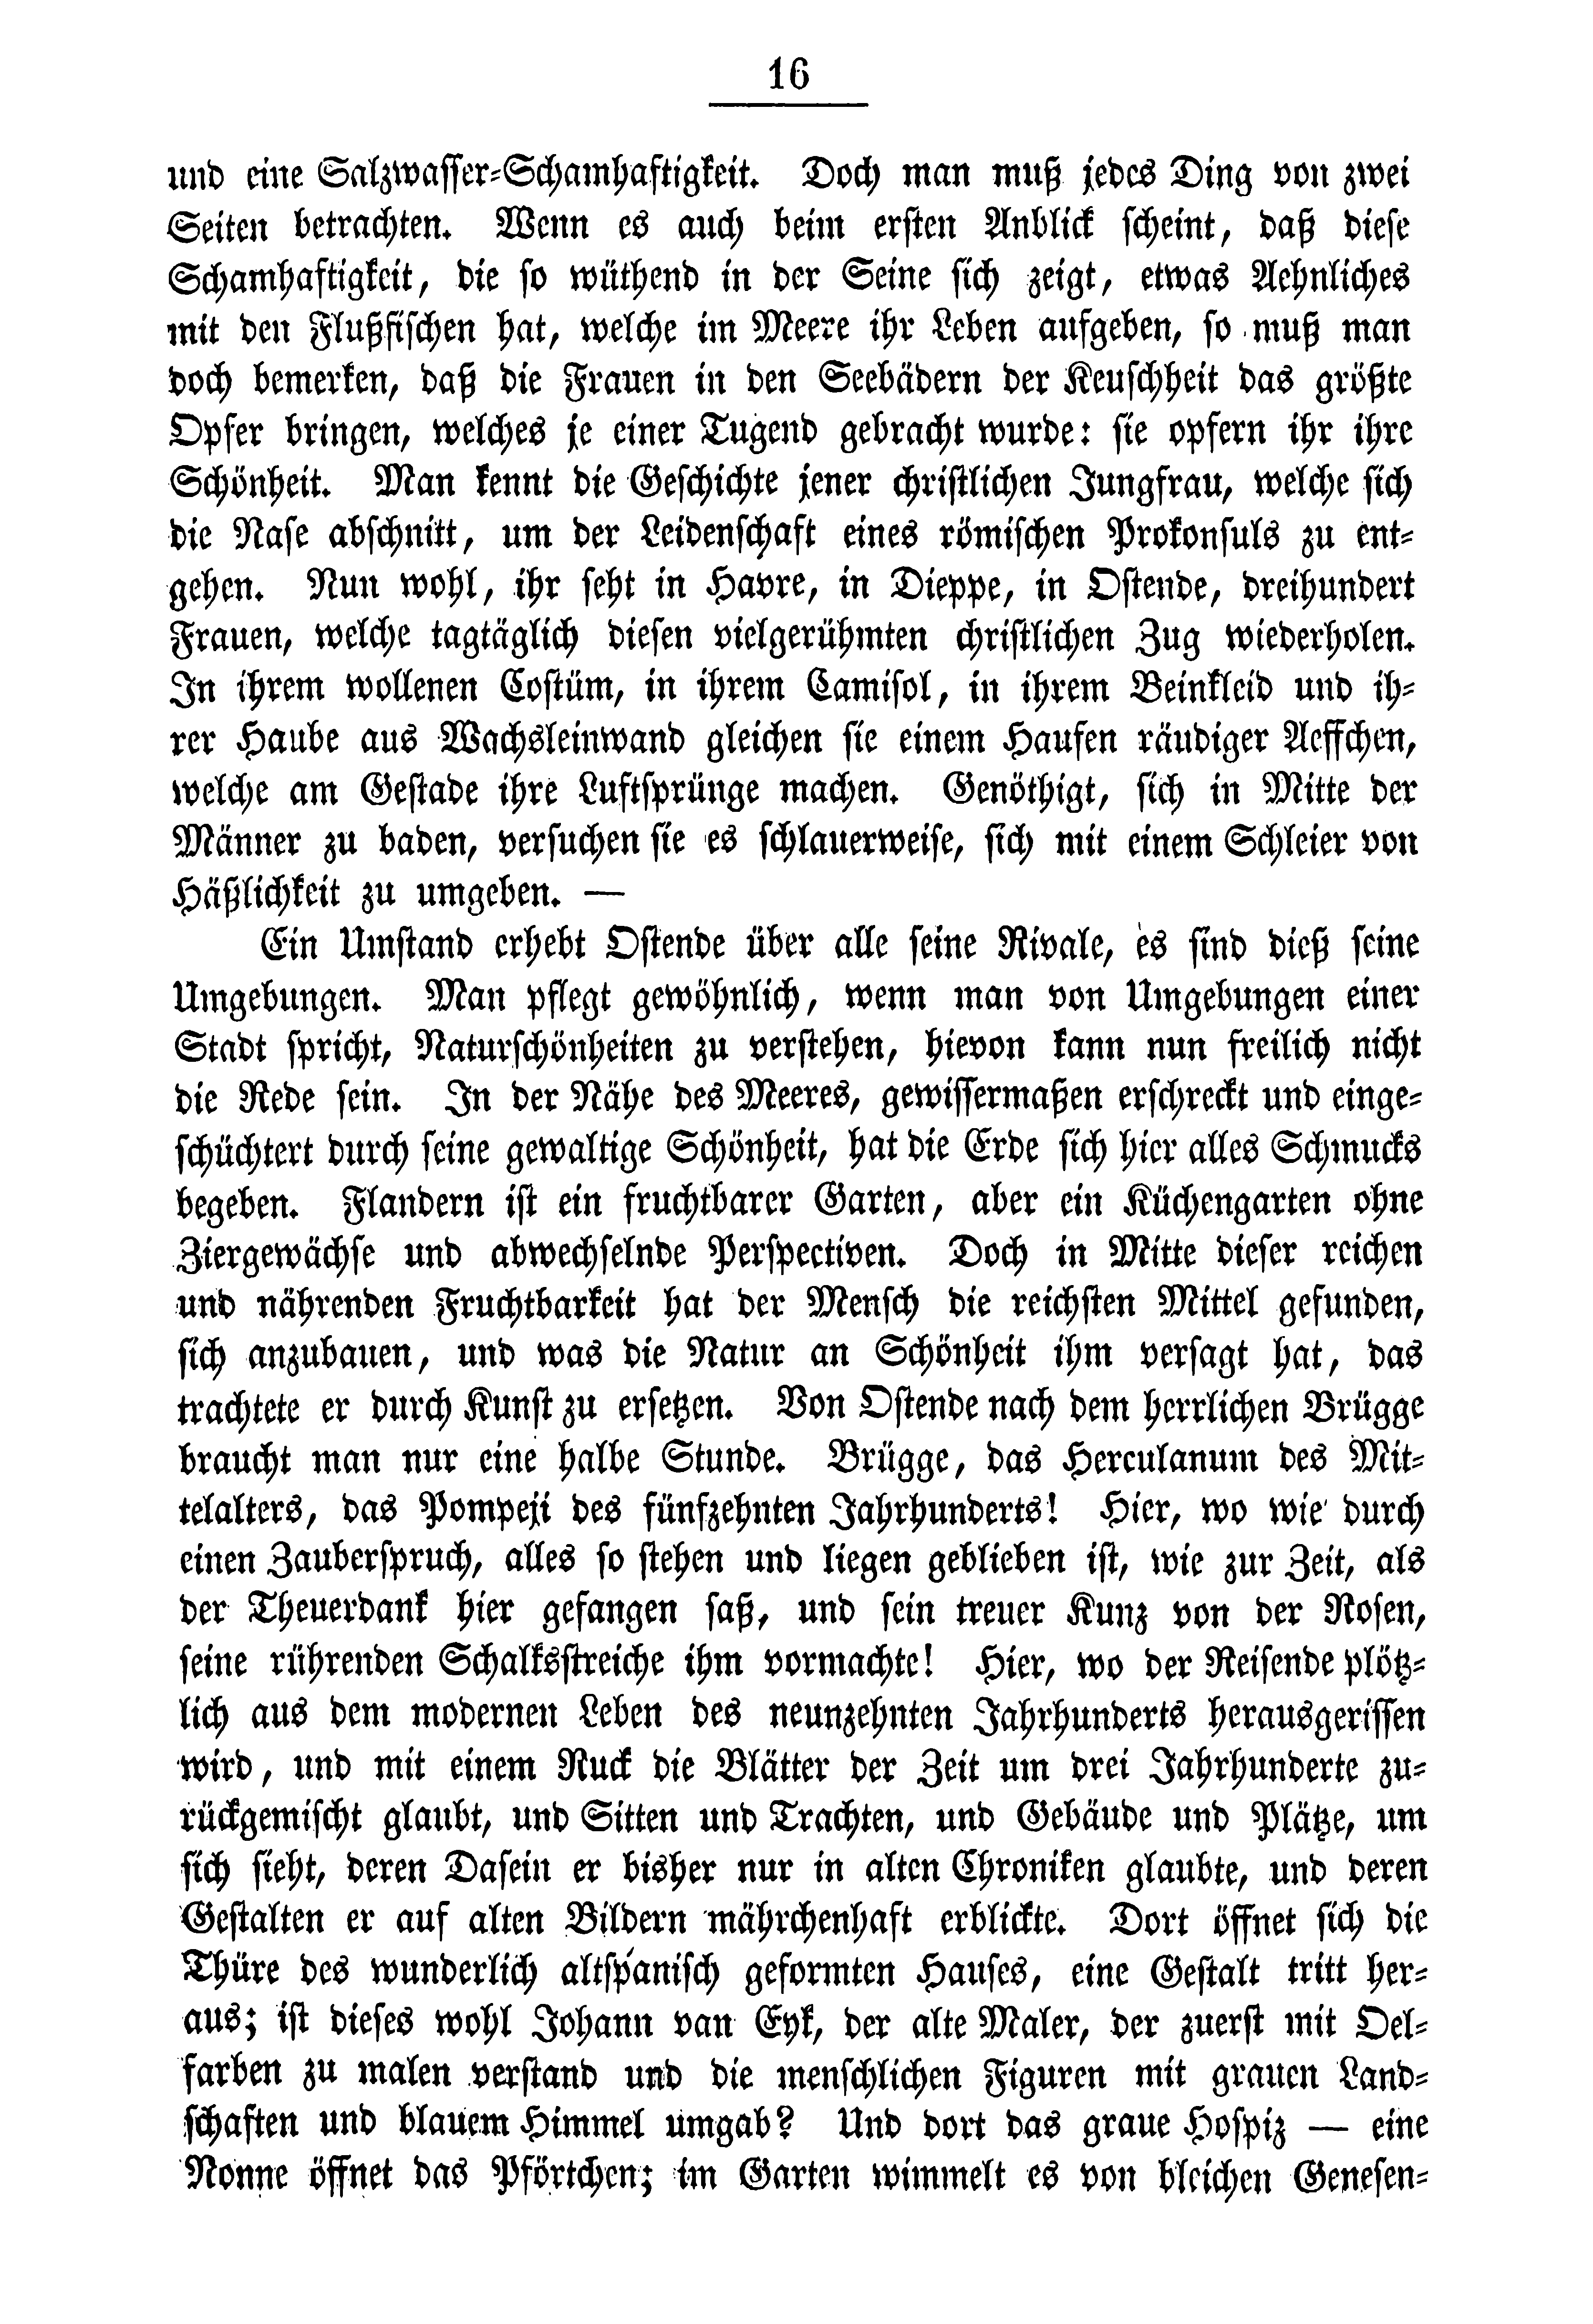 16
und eine Salzwasser-Schamhaftigkeit. Doch man muß jedes Ding von zwei
Seiten betrachten. Wenn es auch beim ersten Anblick scheint, daß diese
Schamhaftigkeit, die so wüthend in der Seine sich zeigt, etwas Aehnliches
mit den Flußfischen hat, welche im Meere ihr Leben aufgeben, so muß man
doch bemerken, daß die Frauen in den Seebädern der Keuschheit das größte
Opfer bringen, welches je einer Tugend gebracht wurde: sie opfern ihr ihre
Schönheit. Man kennt die Geschichte jener christlichen Jungfrau, welche sich
die Nase abschnitt, um der Leidenschaft eines römischen Prokonsuls zu ent-
gehen. Nun wohl, ihr seht in Havre, in Dieppe, in Ostende, dreihundert
Frauen, welche tagtäglich diesen vielgerühmten christlichen Zug wiederholen.
In ihrem wollenen Costüm, in ihrem Camisol, in ihrem Beinkleid und ih-
rer Haube aus Wachsleinwand gleichen sie einem Haufen räudiger Aeffchen,
welche am Gestade ihre Luftsprünge machen. Genöthigt, sich in Mitte der
Männer zu baden, versuchen sie es schlauerweise, sich mit einem Schleier von
Häßlichkeit zu umgeben. —
Ein Umstand erhebt Ostende über alle seine Rivale, es sind dieß seine
Umgebungen. Man pflegt gewöhnlich, wenn man von Umgebungen einer
Stadt spricht, Naturschönheiten zu verstehen, hievon kann nun freilich nicht
die Rede sein. In der Nähe des Meeres, gewissermaßen erschreckt und einge-
schüchtert durch seine gewaltige Schönheit, hat die Erde sich hier alles Schmucks
begeben. Flandern ist ein fruchtbarer Garten, aber ein Küchengarten ohne
Ziergewächse und abwechselnde Perspectiven. Doch in Mitte dieser reichen
und nährenden Fruchtbarkeit hat der Mensch die reichsten Mittel gefunden,
sich anzubauen, und was die Natur an Schönheit ihm versagt hat, das
trachtete er durch Kunst zu ersetzen. Von Ostende nach dem herrlichen Brügge
braucht man nur eine halbe Stunde. Brügge, das Herculanum des Mit-
telalters, das Pompeji des fünfzehnten Jahrhunderts! Hier, wo wie durch
einen Zauberspruch, alles so stehen und liegen geblieben ist, wie zur Zeit, als
der Theuerdank hier gefangen saß, und sein treuer Kunz von der Rosen,
seine rührenden Schalksstreiche ihm vormachte! Hier, wo der Reisende plötz-
lich aus dem modernen Leben des neunzehnten Jahrhunderts herausgerissen
wird, und mit einem Ruck die Blätter der Zeit um drei Jahrhunderte zu-
rückgemischt glaubt, und Sitten und Trachten, und Gebäude und Plätze, um
sich sieht, deren Dasein er bisher nur in alten Chroniken glaubte, und deren
Gestalten er auf alten Bildern mährchenhaft erblickte. Dort öffnet sich die
Thüre des wunderlich altspanisch geformten Hauses, eine Gestalt tritt her-
aus; ist dieses wohl Johann van Eyk, der alte Maler, der zuerst mit Oel-
farben zu malen verstand und die menschlichen Figuren mit grauen Land-
schaften und blauem Himmel umgab? Und dort das graue Hospiz — eine
Nonne öffnet das Pförtchen; im Garten wimmelt es von bleichen Genesen-